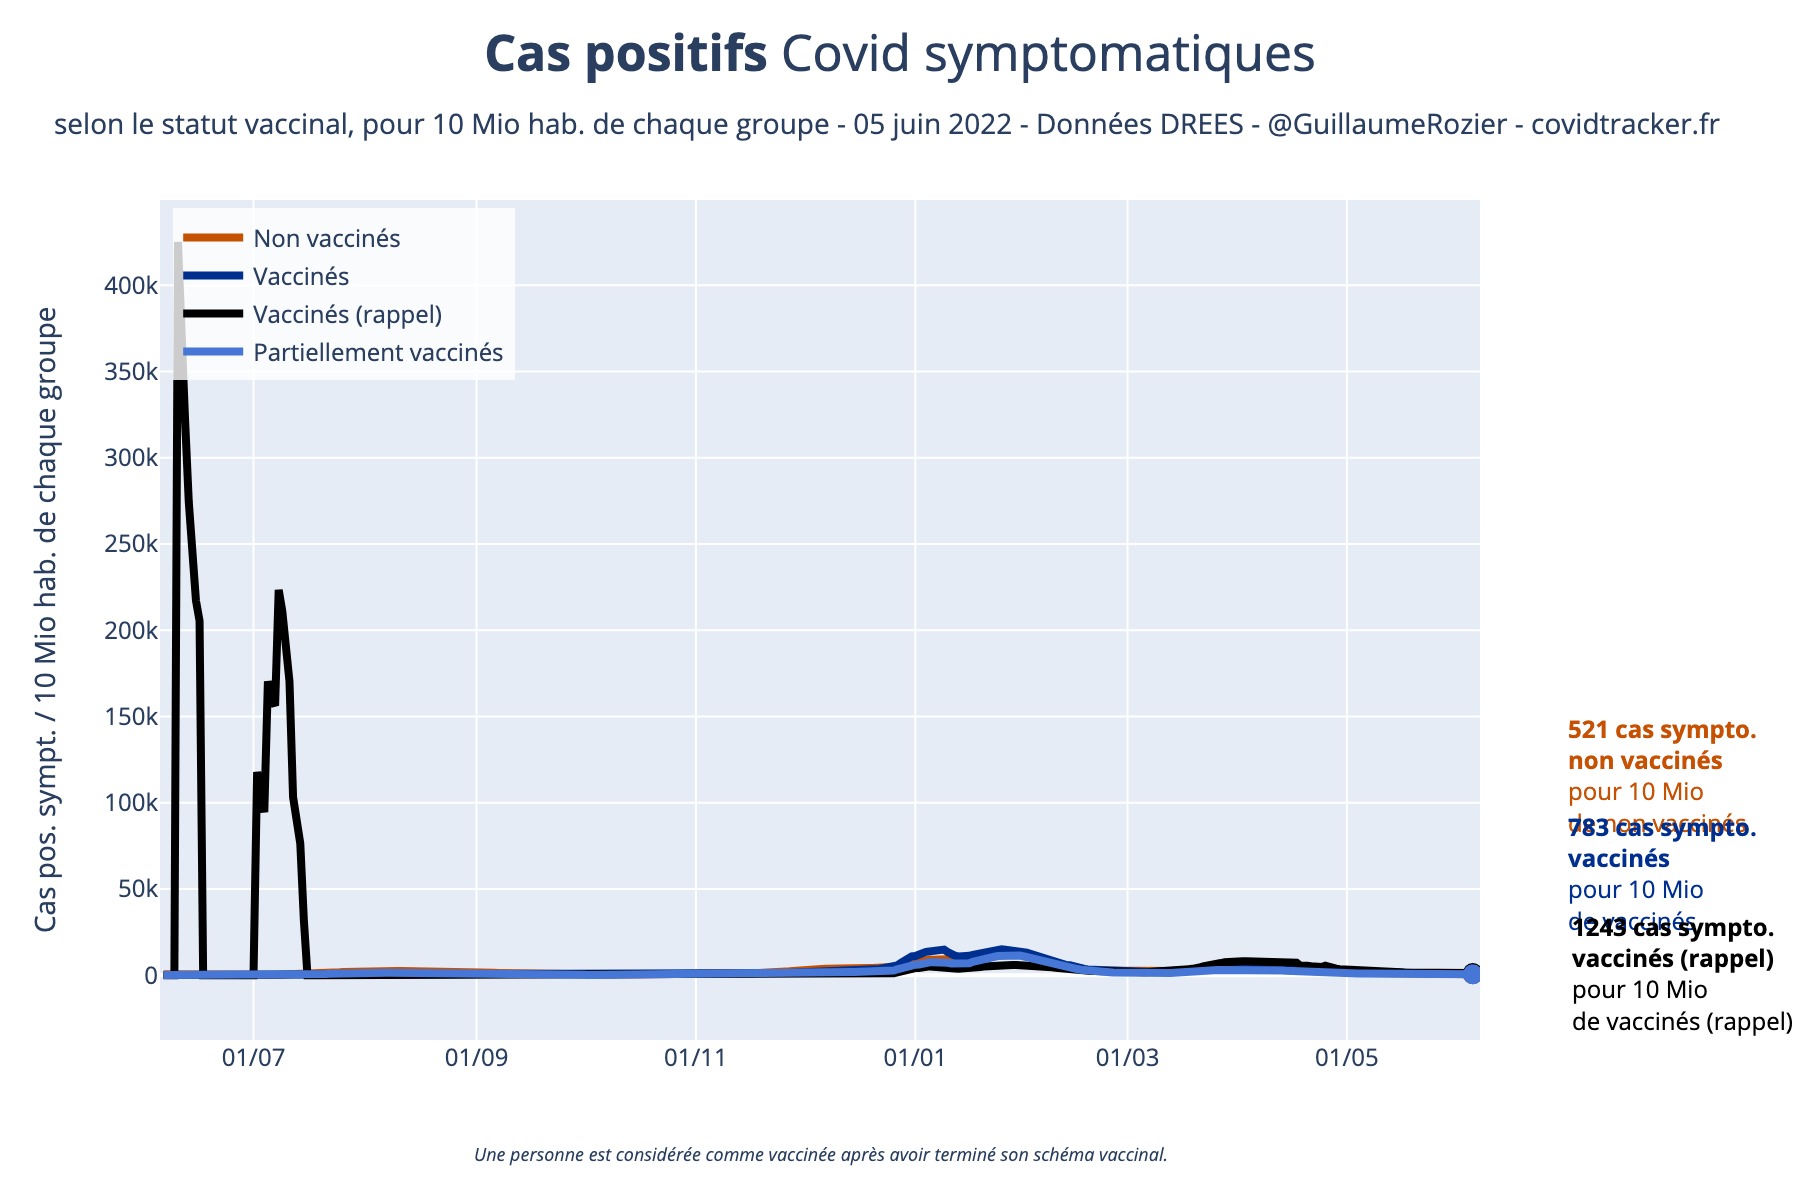 Cas positifs Covid symptomatiques
selon le statut vaccinal, pour 10 Mio hab. de chaque groupe - 05 juin 2022 - Données DREES - @GuillaumeRozier - covidtracker.fr
Cas pos. sympt. / 10 Mio hab. de chaque groupe
Non vaccinés
Vaccinés
Vaccinés (rappel)
Partiellement vaccinés
400k
350k
300k
250k
200k
150k
100k
50k
0
01/07
01/09
01/11
01/01
01/03
01/05
521 cas sympto.
non vaccinés
pour 10 Mio
de non vaccinés
783 cas sympto.
vaccinés
pour 10 Mio
de vaccinés
1243 cas sympto.
vaccinés (rappel)
pour 10 Mio
de vaccinés (rappel)
Une personne est considérée comme vaccinée après avoir terminé son schéma vaccinal.